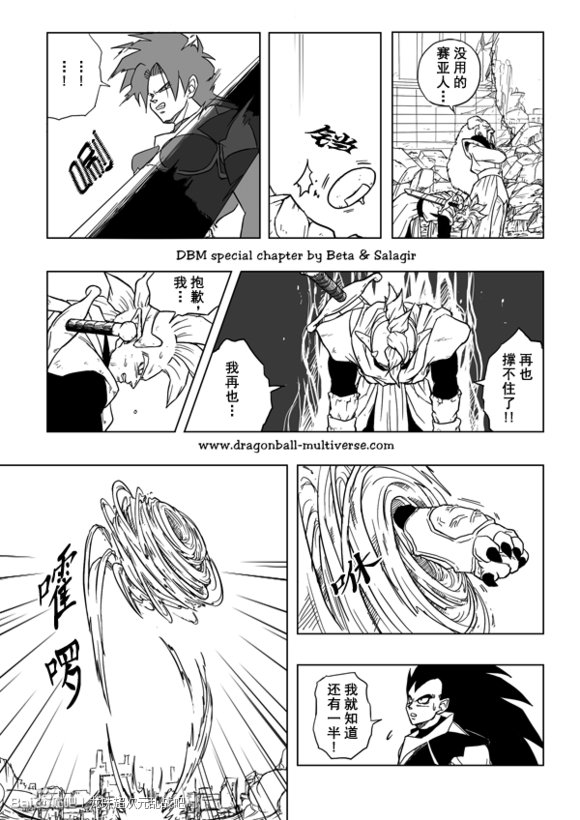 没用的
赛亚人…
铛
…！
…！
唰
DBM special chapter by Beta & Salagir
再也
撑不住了!!
我再也…
抱歉，
我…
www.dragonball-multiverse.com
咻
霍
啰
我就知道
还有一半！